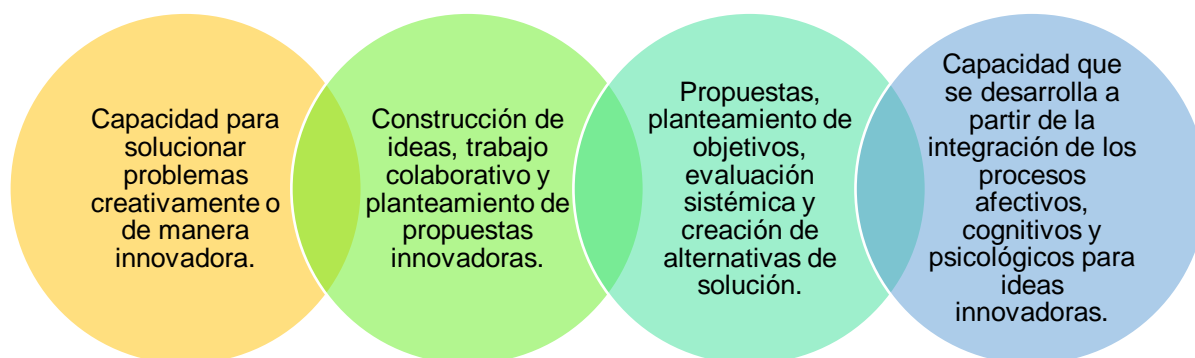 Capacidad para
solucionar
problemas
creativamente o
de manera
innovadora.
Construcción de
ideas, trabajo
colaborativo y
planteamiento de
propuestas
innovadoras.
Propuestas,
planteamiento de
objetivos,
evaluación
sistémica y
creación de
alternativas de
solución.
Capacidad que
se desarrolla a
partir de la
integración de los
procesos
afectivos,
cognitivos y
psicológicos para
ideas
innovadoras.